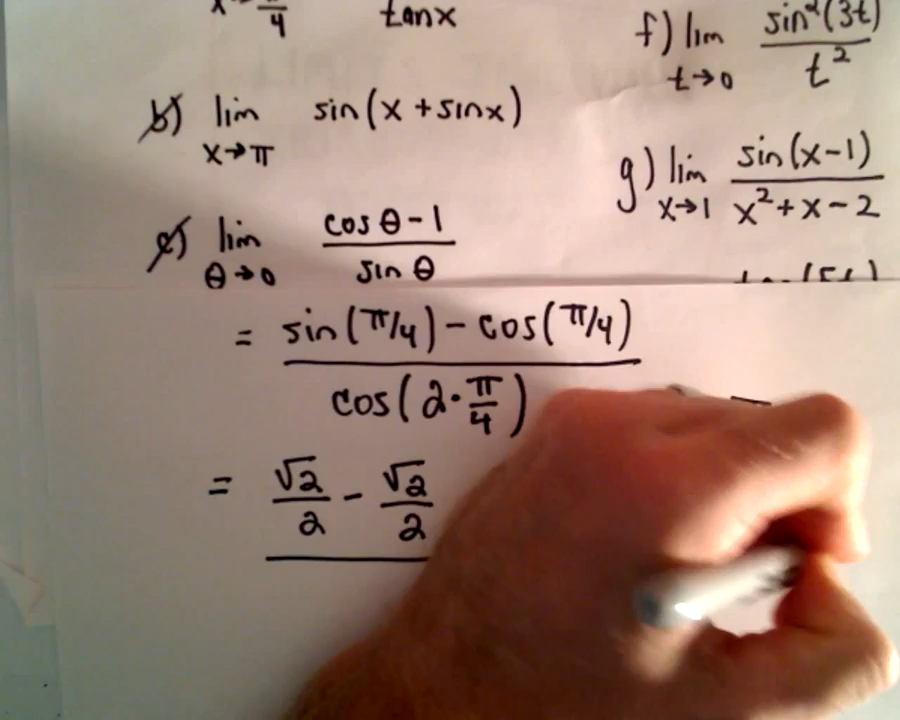 x→π/4 tanx
b) lim x→π sin(x+sinx)
c) lim θ→0 (cosθ-1)/(sinθ)
f) lim t→0 (sin²(3t))/(t²)
g) lim x→1 (sin(x-1))/(x²+x-2)
= (sin(π/4)-cos(π/4))/(cos(2·π/4))
= √2/2 - √2/2